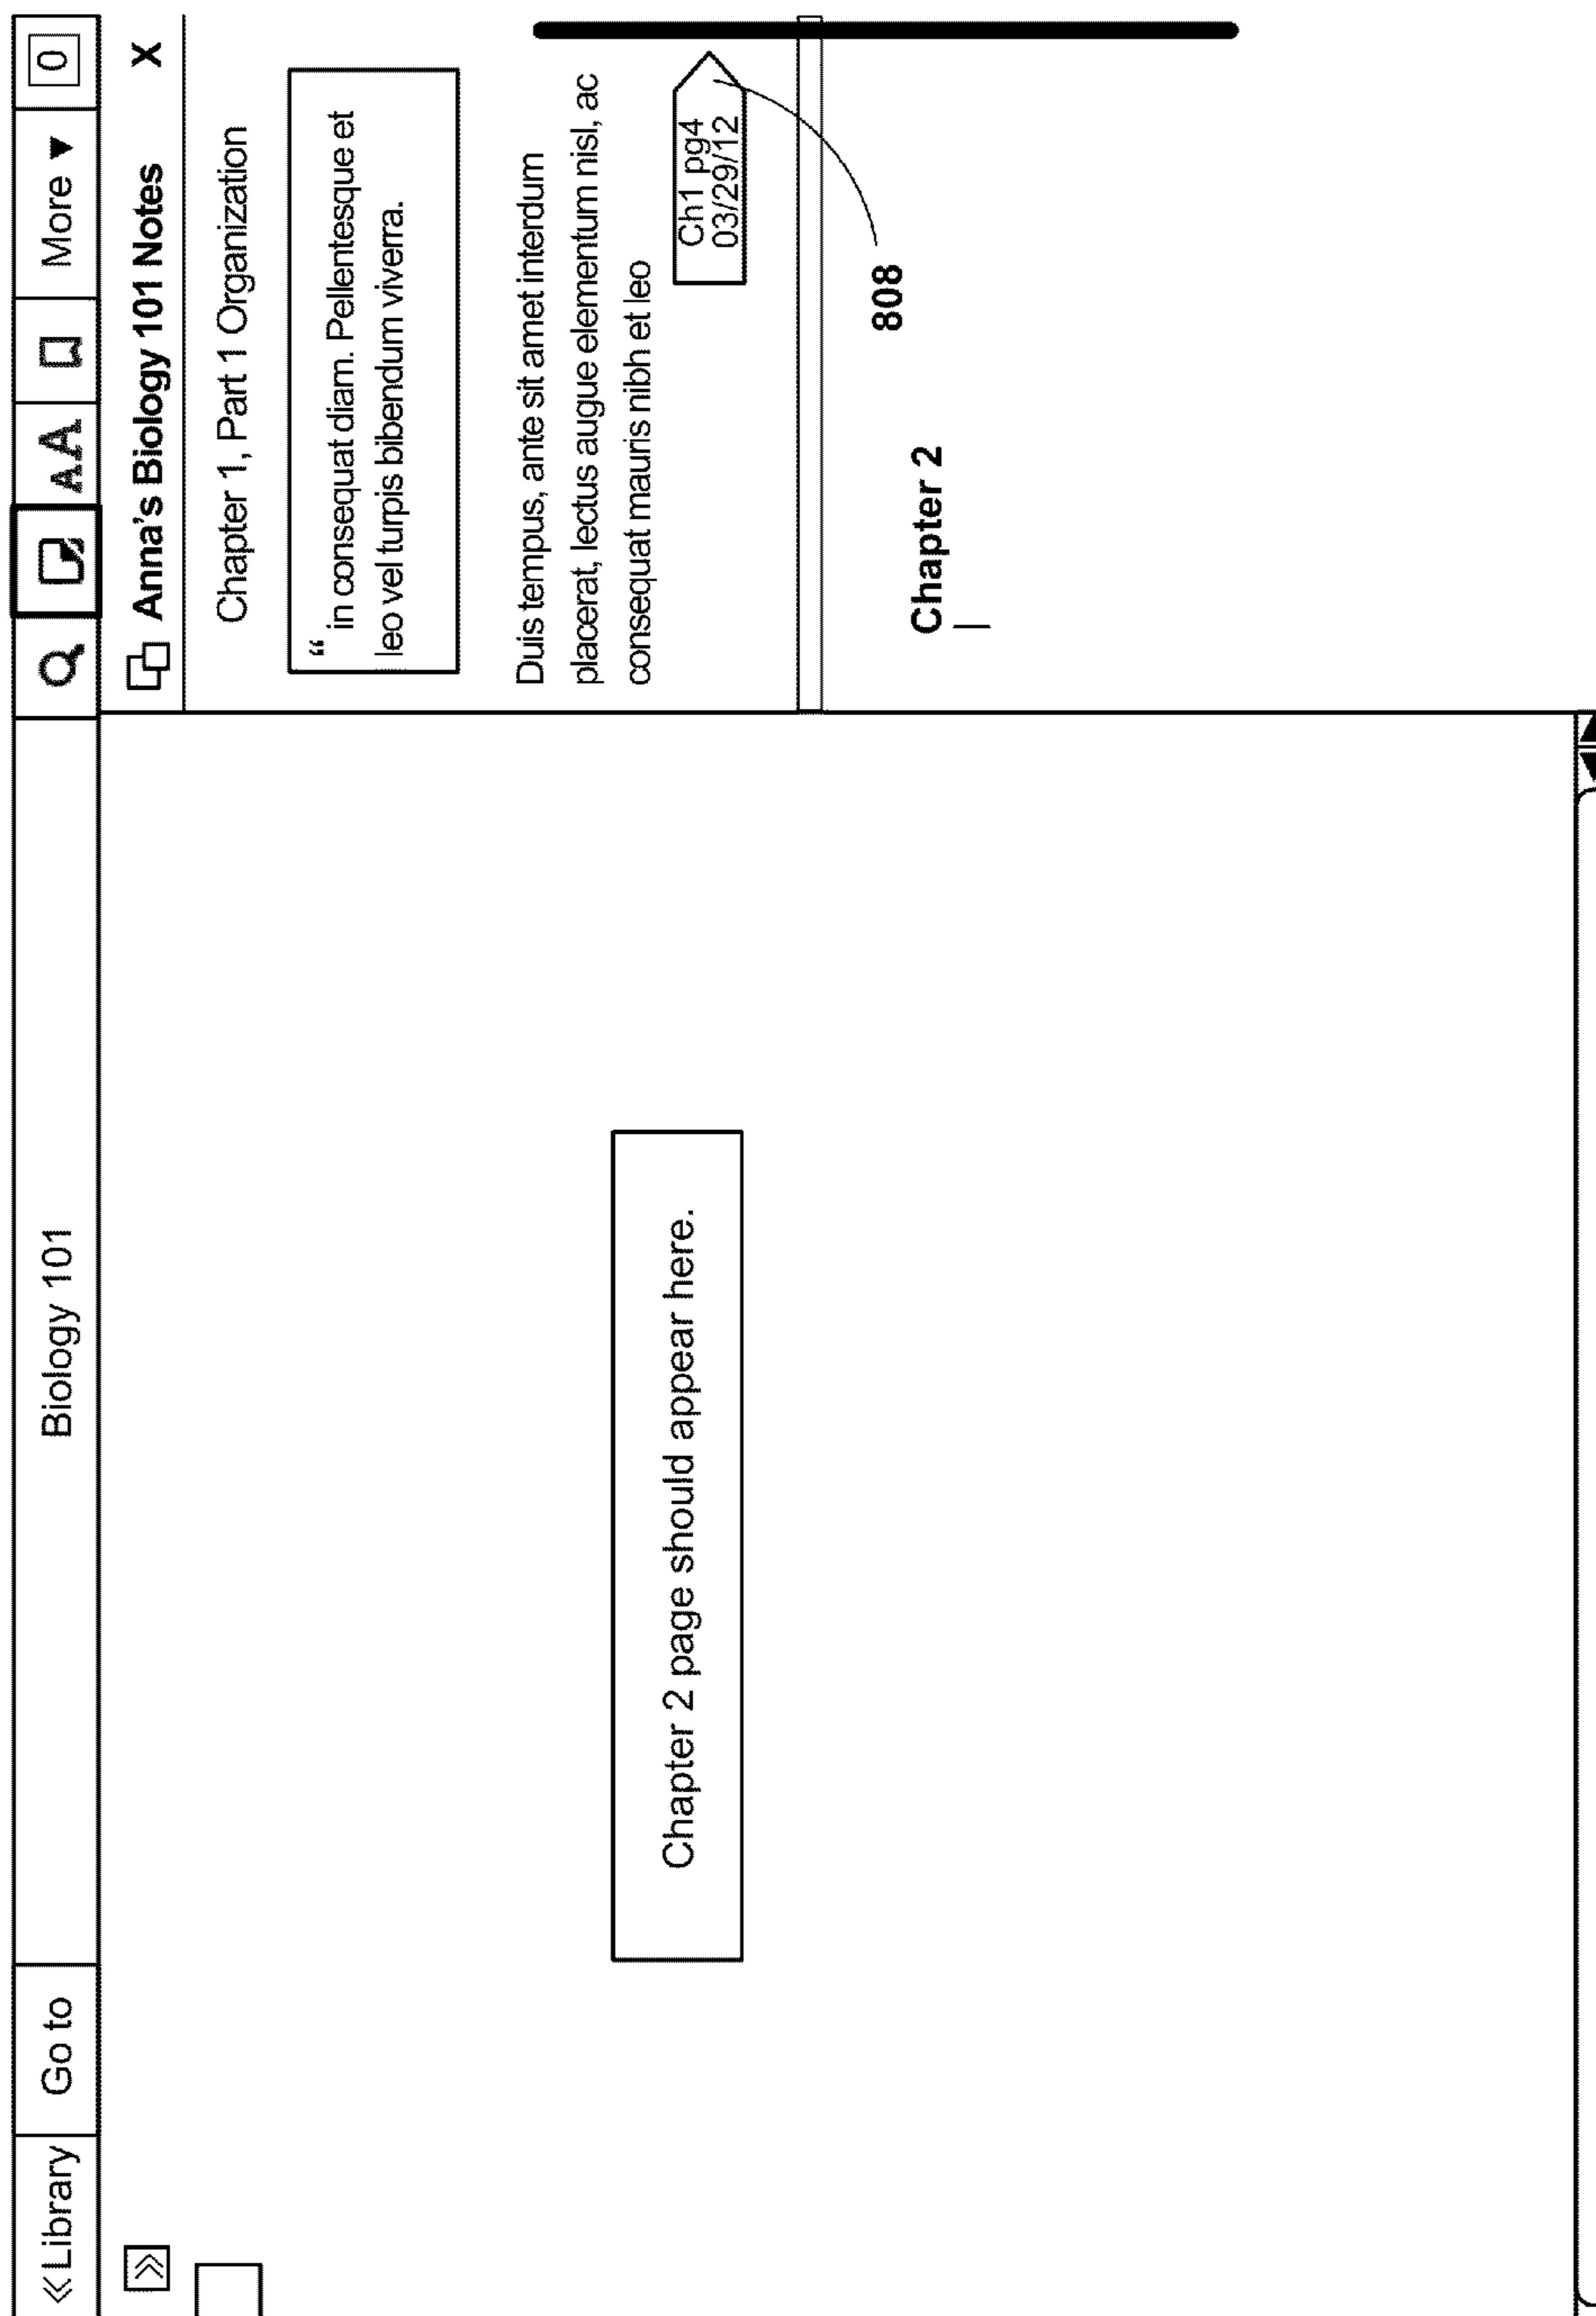 «Library
Go to
Biology 101
AA
More ▼
0
Anna's Biology 101 Notes X
Chapter 1, Part 1 Organization
“
in consequat diam. Pellentesque et
leo vel turpis bibendum viverra.
Duis tempus, ante sit amet interdum
placerat, lectus augue elementum nisl, ac
consequat mauris nibh et leo
Ch1 pg4
03/29/12
808
Chapter 2
Chapter 2 page should appear here.